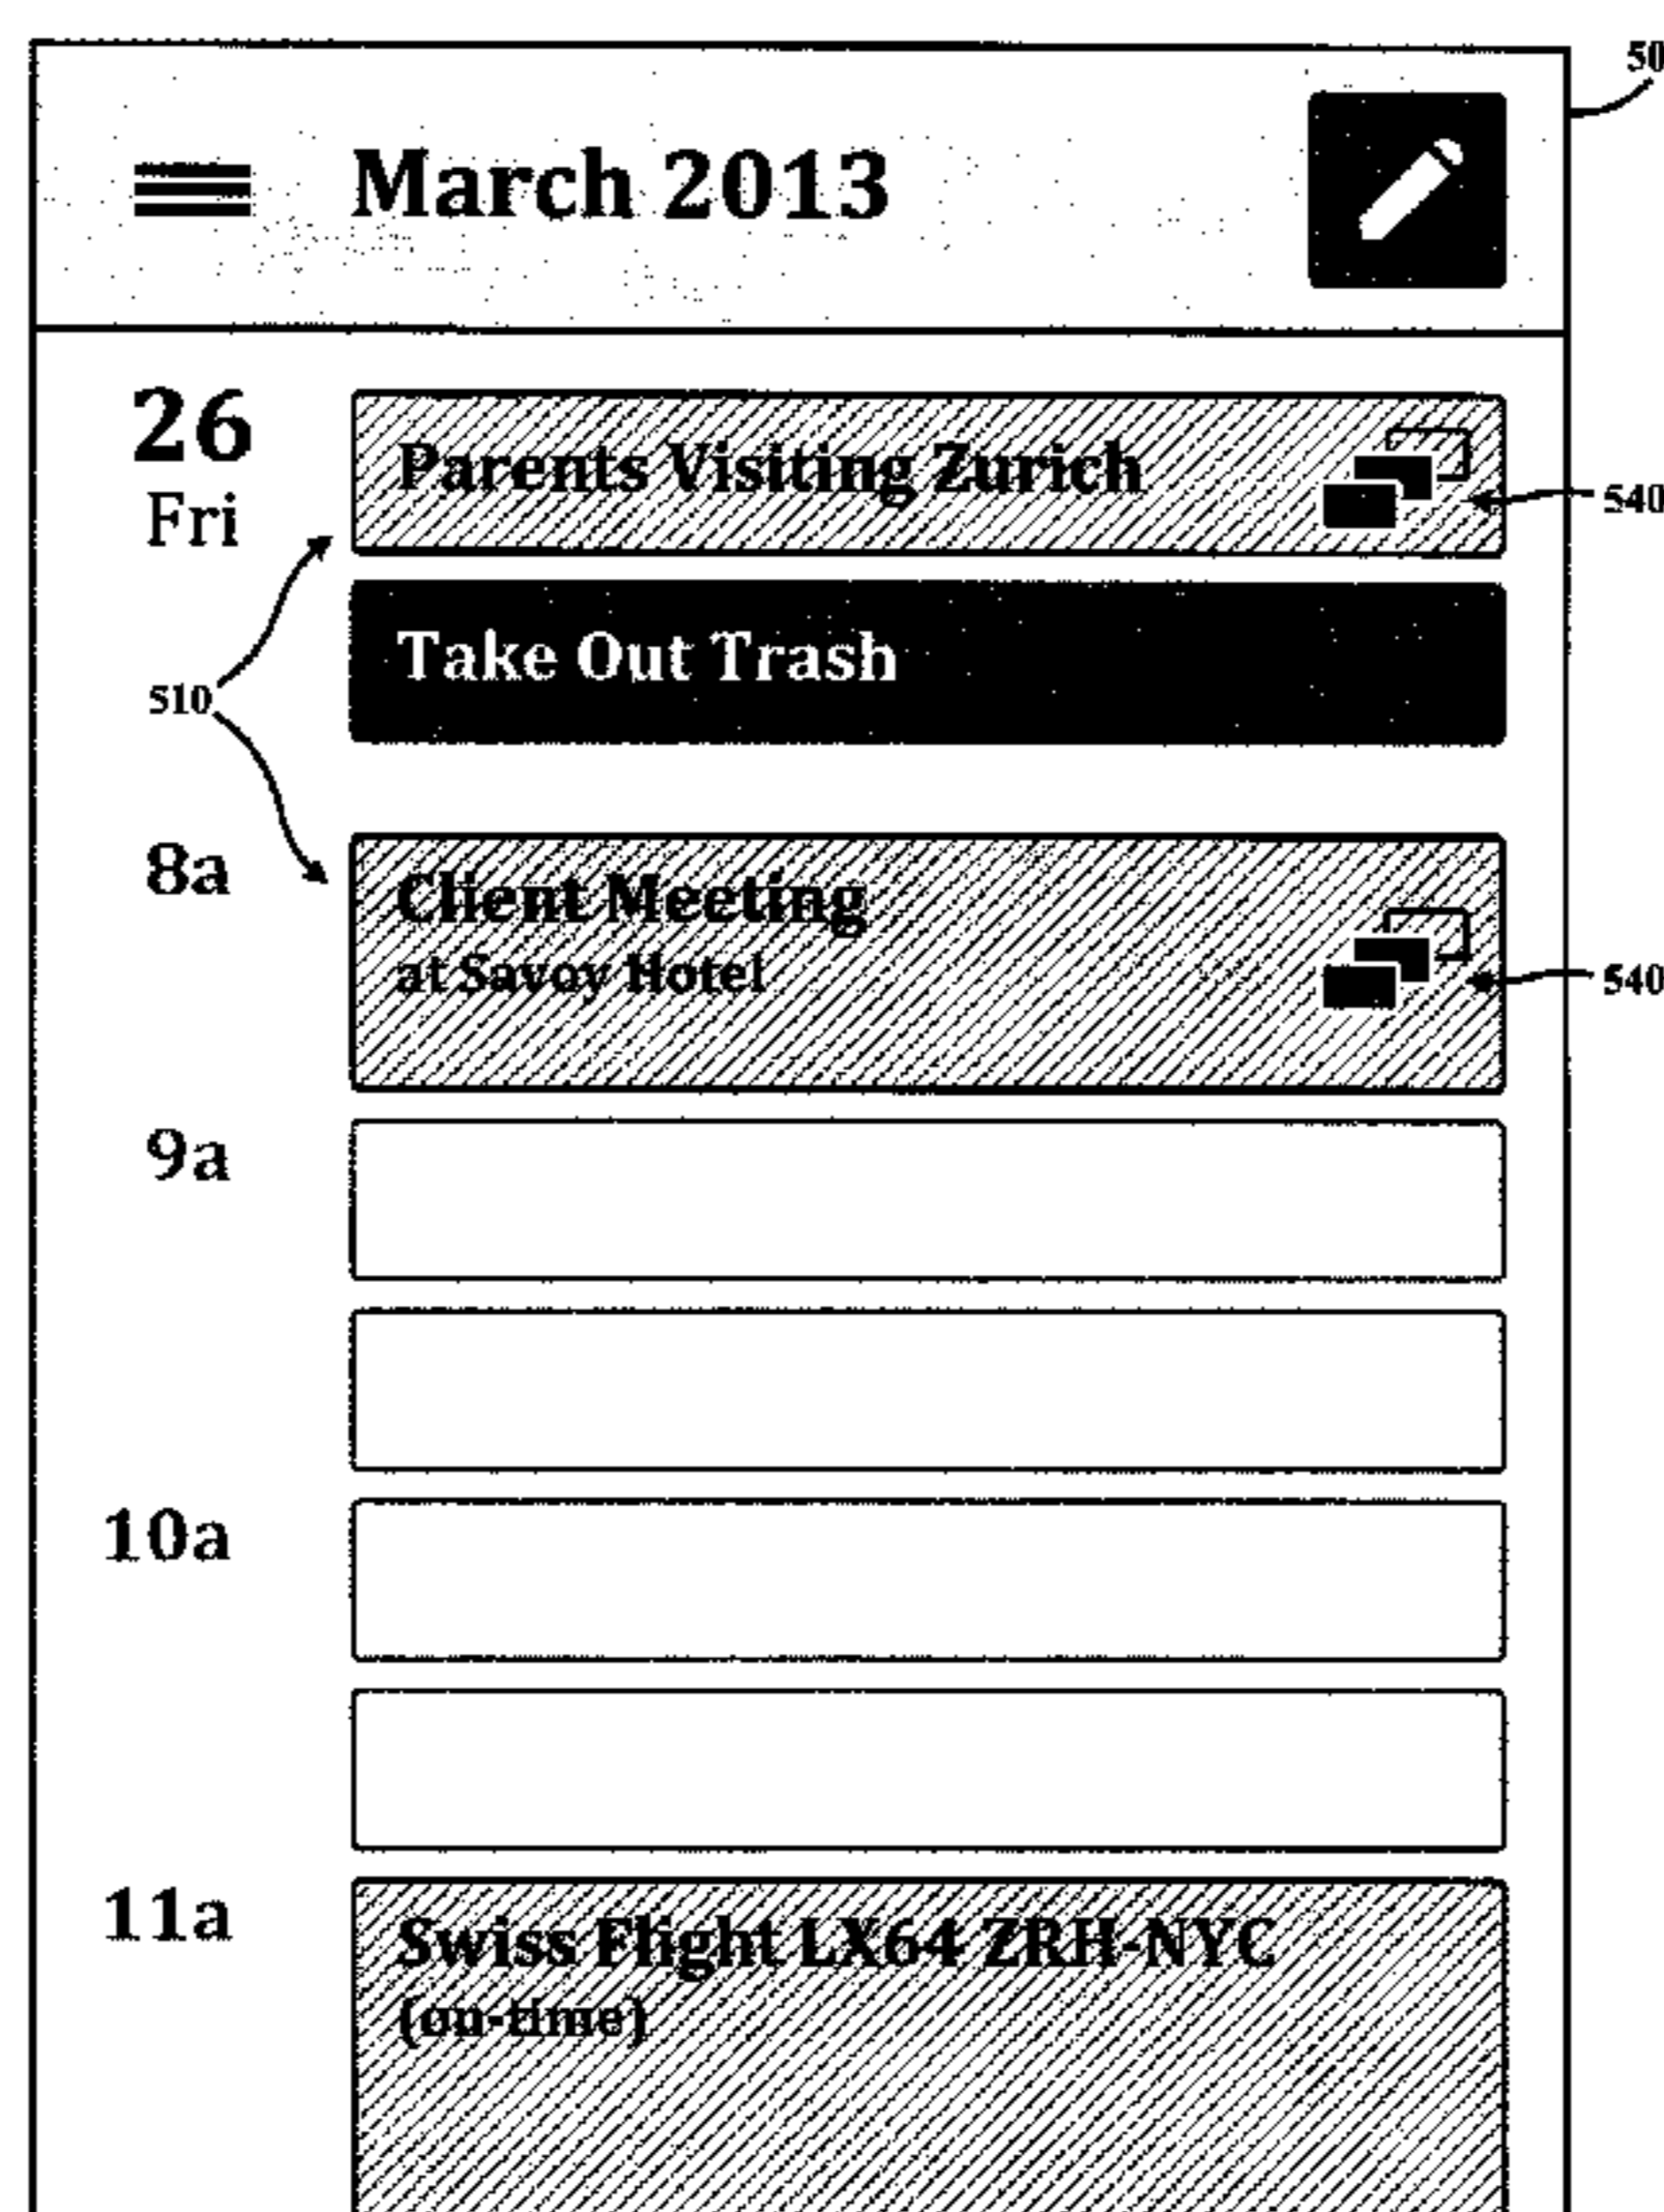 50
March 2013
26
Fri
Parents Visiting Zurich
540
Take Out Trash
510
8a
Client Meeting
at Savoy Hotel
540
9a
10a
11a
Swiss Flight LX64 ZRH-NYC
(on-time)